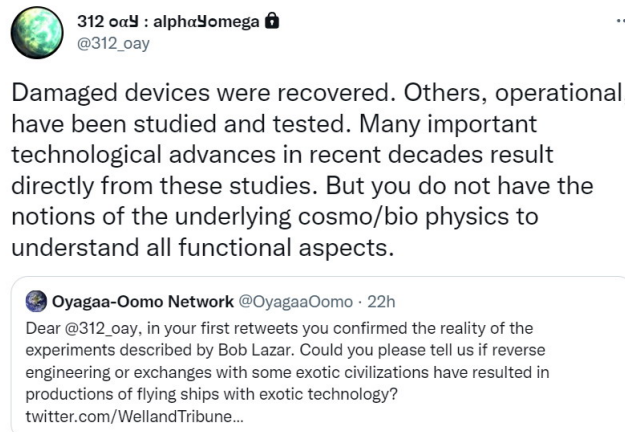 312 oαy : alphαyomega
@312_oay
Damaged devices were recovered. Others, operational
have been studied and tested. Many important
technological advances in recent decades result
directly from these studies. But you do not have the
notions of the underlying cosmo/bio physics to
understand all functional aspects.
Oyagaa-Oomo Network @OyagaaOomo · 22h
Dear @312_oay, in your first retweets you confirmed the reality of the
experiments described by Bob Lazar. Could you please tell us if reverse
engineering or exchanges with some exotic civilizations have resulted in
productions of flying ships with exotic technology?
twitter.com/WellandTribune...